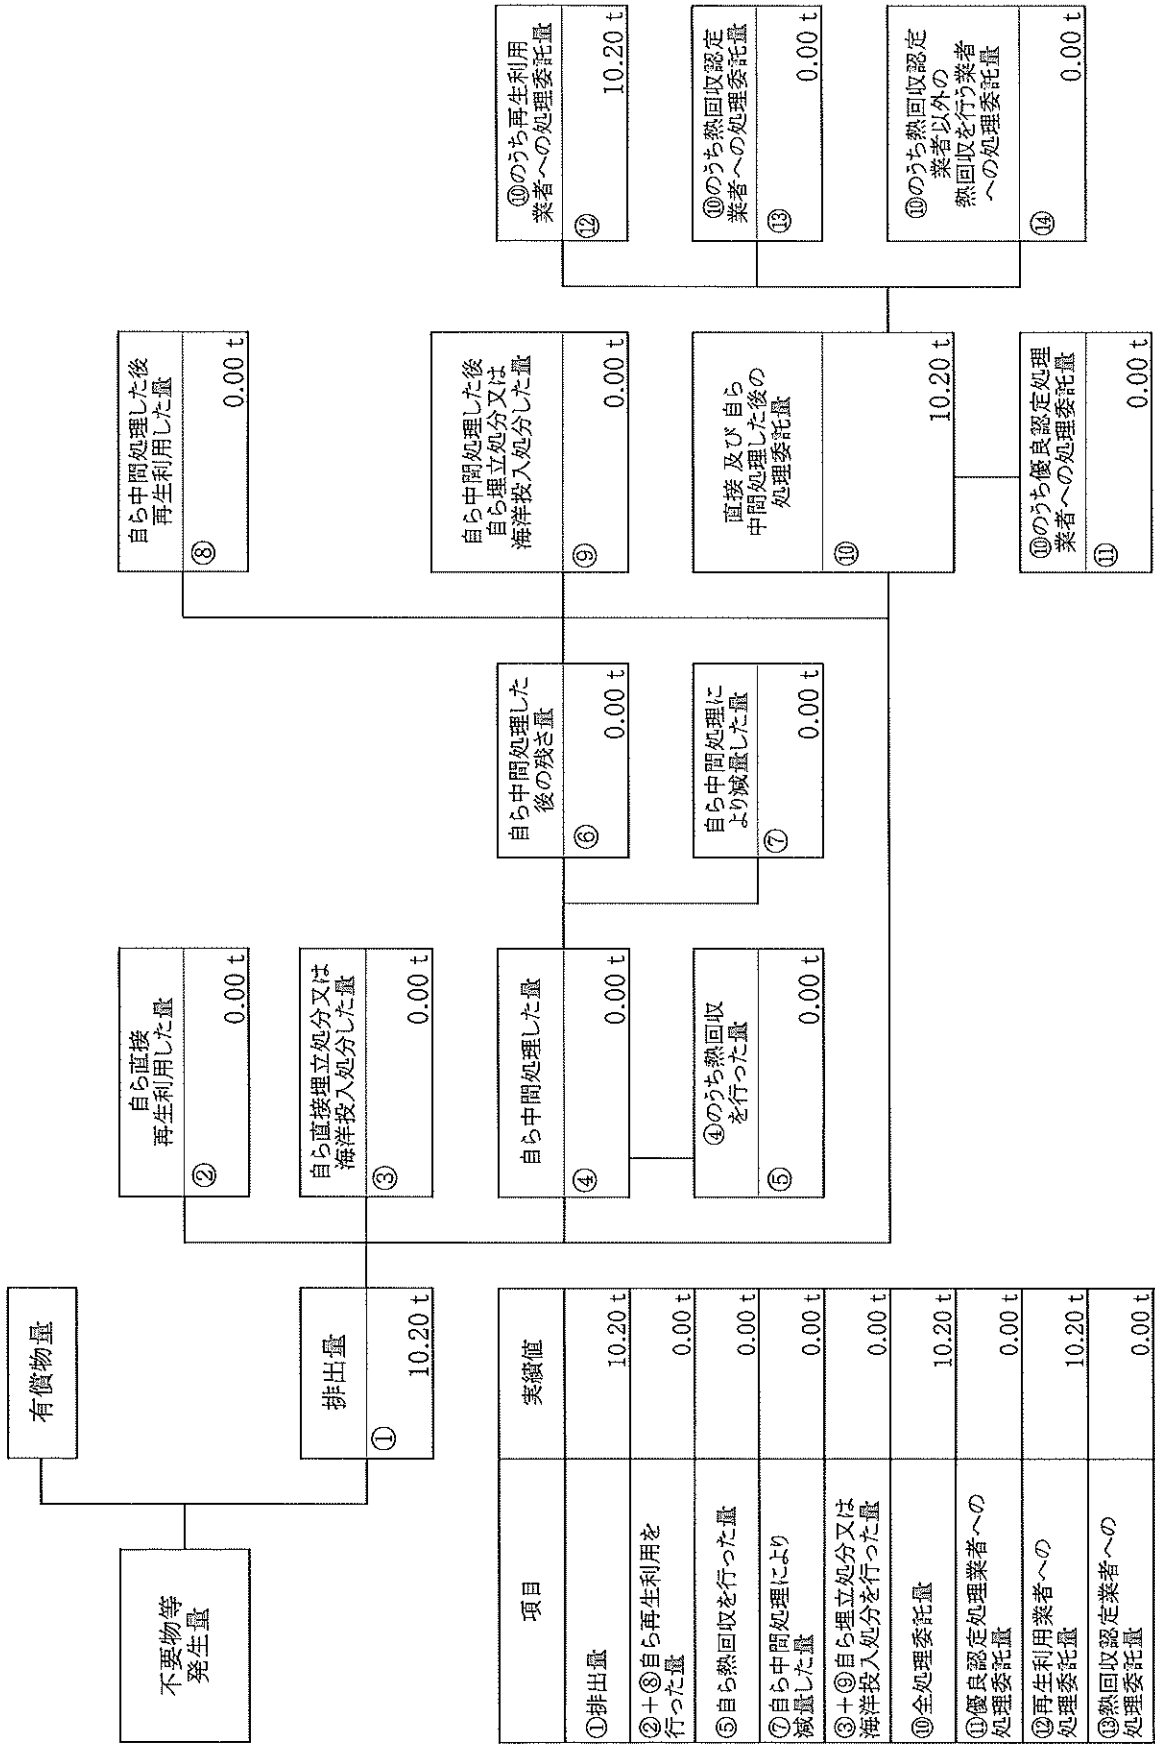 不要物等
発生量
有償物量
排出量
①
10.20 t
自ら直接
再生利用した量
②
0.00 t
自ら直接埋立処分又は
海洋投入処分した量
③
0.00 t
自ら中間処理した量
④
0.00 t
④のうち熱回収
を行った量
⑤
0.00 t
自ら中間処理した
後の残さ量
⑥
0.00 t
自ら中間処理に
より減量した量
⑦
0.00 t
自ら中間処理した後
再生利用した量
⑧
0.00 t
自ら中間処理した後
自ら埋立処分又は
海洋投入処分した量
⑨
0.00 t
直接 及び 自ら
中間処理した後の
処理委託量
⑩
10.20 t
⑩のうち優良認定処理
業者への処理委託量
⑪
0.00 t
⑩のうち再生利用
業者への処理委託量
⑫
10.20 t
⑩のうち熱回収認定
業者への処理委託量
⑬
0.00 t
⑩のうち熱回収認定
業者以外の
熱回収を行う業者
への処理委託量
⑭
0.00 t
項目 実績値
①排出量 10.20 t
②+⑧自ら再生利用を
行った量 0.00 t
⑤自ら熱回収を行った量 0.00 t
⑦自ら中間処理により
減量した量 0.00 t
③+⑨自ら埋立処分又は
海洋投入処分を行った量 0.00 t
⑩全処理委託量 10.20 t
⑪優良認定処理業者への
処理委託量 0.00 t
⑫再生利用業者への
処理委託量 10.20 t
⑬熱回収認定業者への
処理委託量 0.00 t